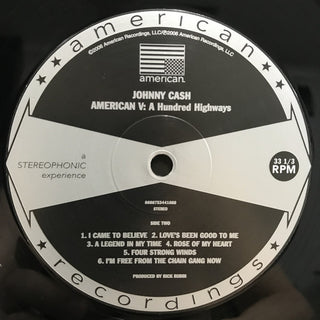 american
℗2006 American Recordings, LLC/©2006 American Recordings, LLC
american.
JOHNNY CASH
AMERICAN V: A Hundred Highways
a
STEREOPHONIC
experience
33 1/3
RPM
STEREO
SIDE TWO
1. I CAME TO BELIEVE 2. LOVE'S BEEN GOOD TO ME
3. A LEGEND IN MY TIME 4. ROSE OF MY HEART
5. FOUR STRONG WINDS
6. I'M FREE FROM THE CHAIN GANG NOW
PRODUCED BY RICK RUBIN
recordings